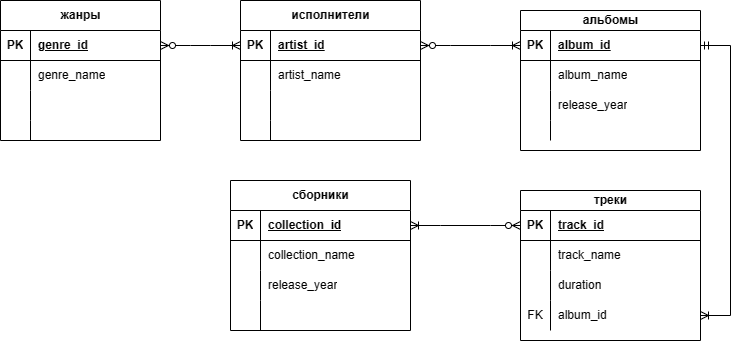 жанры
PK genre_id
genre_name
исполнители
PK artist_id
artist_name
альбомы
PK album_id
album_name
release_year
сборники
PK collection_id
collection_name
release_year
треки
PK track_id
track_name
duration
FK album_id